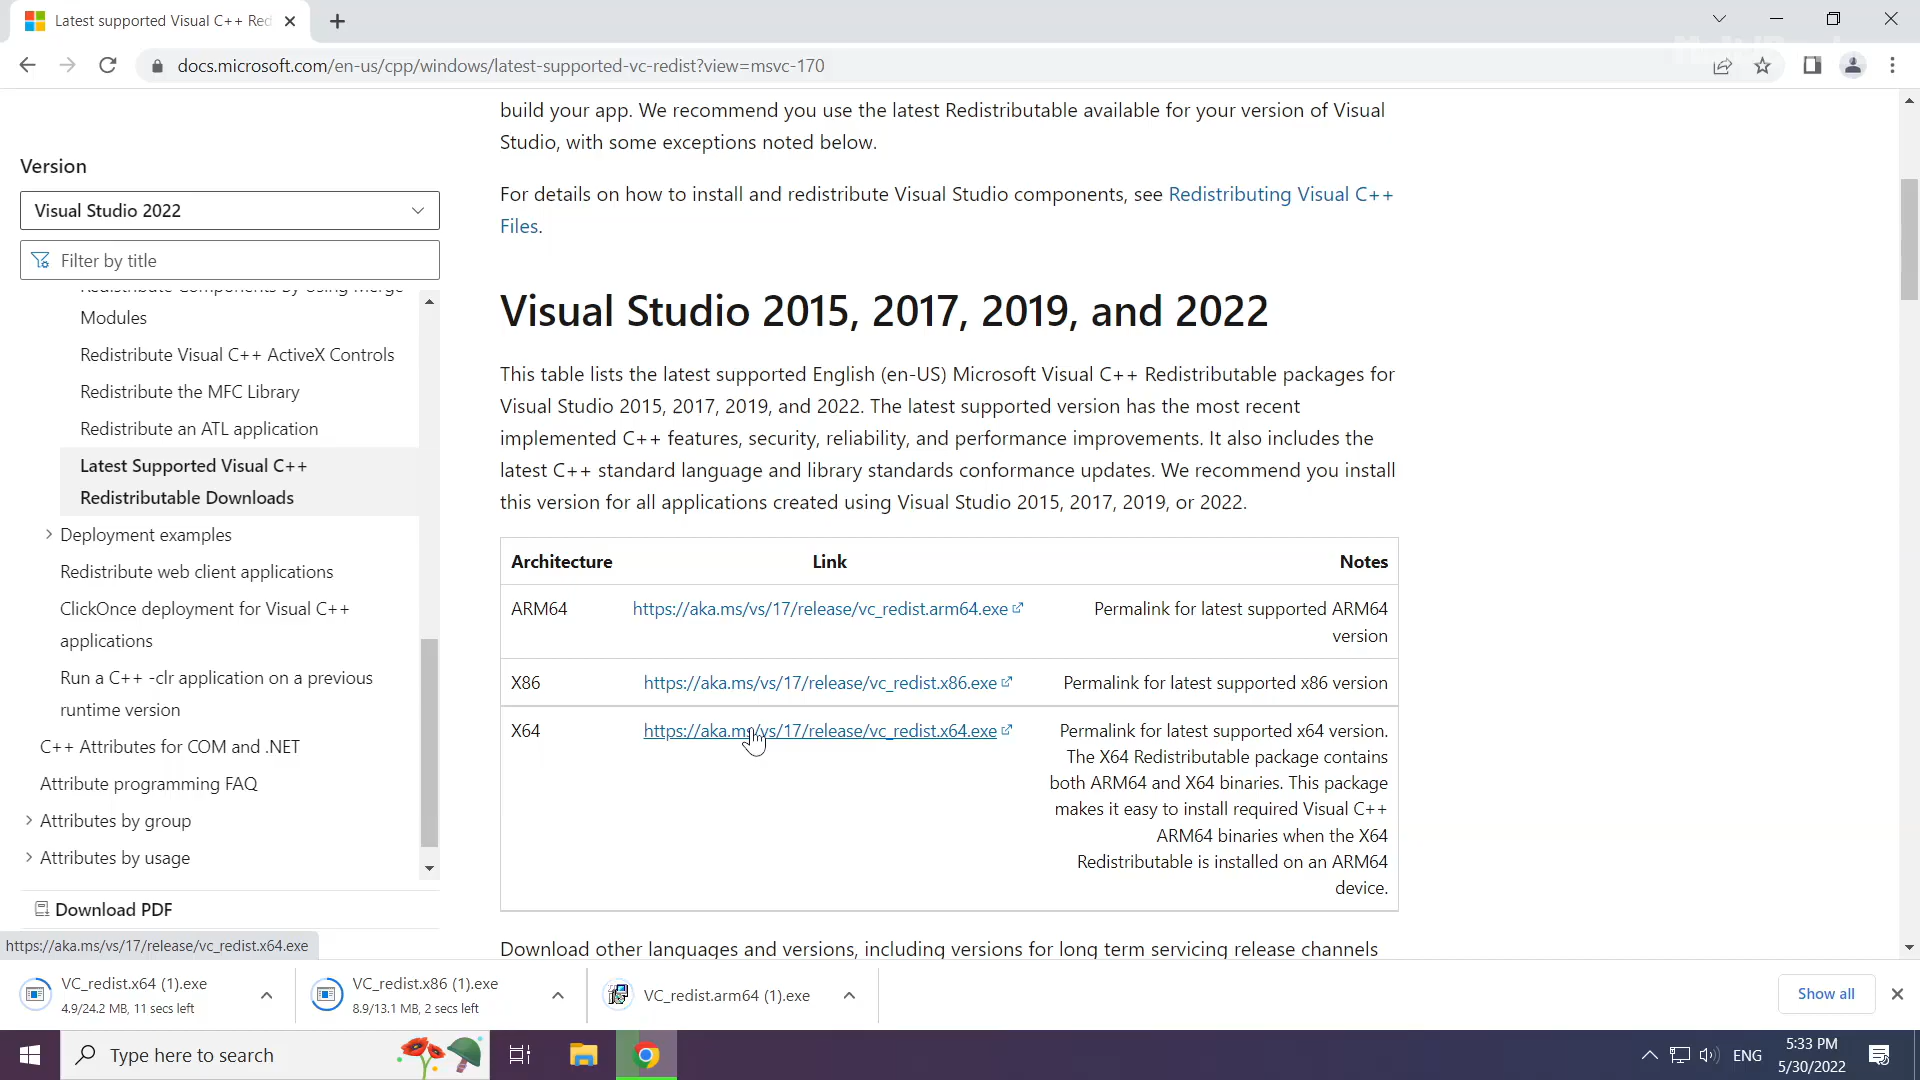 Latest supported Visual C++ Red
docs.microsoft.com/en-us/cpp/windows/latest-supported-vc-redist?view=msvc-170
Version
Visual Studio 2022
Filter by title
Redistribute Components By Using Merge
Modules
Redistribute Visual C++ ActiveX Controls
Redistribute the MFC Library
Redistribute an ATL application
Latest Supported Visual C++
Redistributable Downloads
Deployment examples
Redistribute web client applications
ClickOnce deployment for Visual C++
applications
Run a C++ -clr application on a previous
runtime version
C++ Attributes for COM and .NET
Attribute programming FAQ
Attributes by group
Attributes by usage
Download PDF
https://aka.ms/vs/17/release/vc_redist.x64.exe
build your app. We recommend you use the latest Redistributable available for your version of Visual
Studio, with some exceptions noted below.
For details on how to install and redistribute Visual Studio components, see Redistributing Visual C++
Files.
Visual Studio 2015, 2017, 2019, and 2022
This table lists the latest supported English (en-US) Microsoft Visual C++ Redistributable packages for
Visual Studio 2015, 2017, 2019, and 2022. The latest supported version has the most recent
implemented C++ features, security, reliability, and performance improvements. It also includes the
latest C++ standard language and library standards conformance updates. We recommend you install
this version for all applications created using Visual Studio 2015, 2017, 2019, or 2022.
Architecture Link Notes
ARM64 https://aka.ms/vs/17/release/vc_redist.arm64.exe Permalink for latest supported ARM64
version
X86 https://aka.ms/vs/17/release/vc_redist.x86.exe Permalink for latest supported x86 version
X64 https://aka.ms/vs/17/release/vc_redist.x64.exe Permalink for latest supported x64 version.
The X64 Redistributable package contains
both ARM64 and X64 binaries. This package
makes it easy to install required Visual C++
ARM64 binaries when the X64
Redistributable is installed on an ARM64
device.
Download other languages and versions, including versions for long term servicing release channels
VC_redist.x64 (1).exe
4.9/24.2 MB, 11 secs left
VC_redist.x86 (1).exe
8.9/13.1 MB, 2 secs left
VC_redist.arm64 (1).exe
Show all
Type here to search
ENG
5:33 PM
5/30/2022